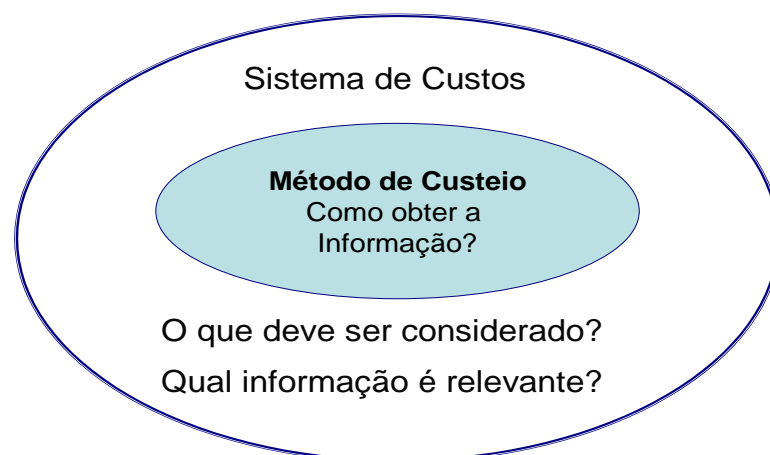 Sistema de Custos
Método de Custeio
Como obter a
Informação?
O que deve ser considerado?
Qual informação é relevante?